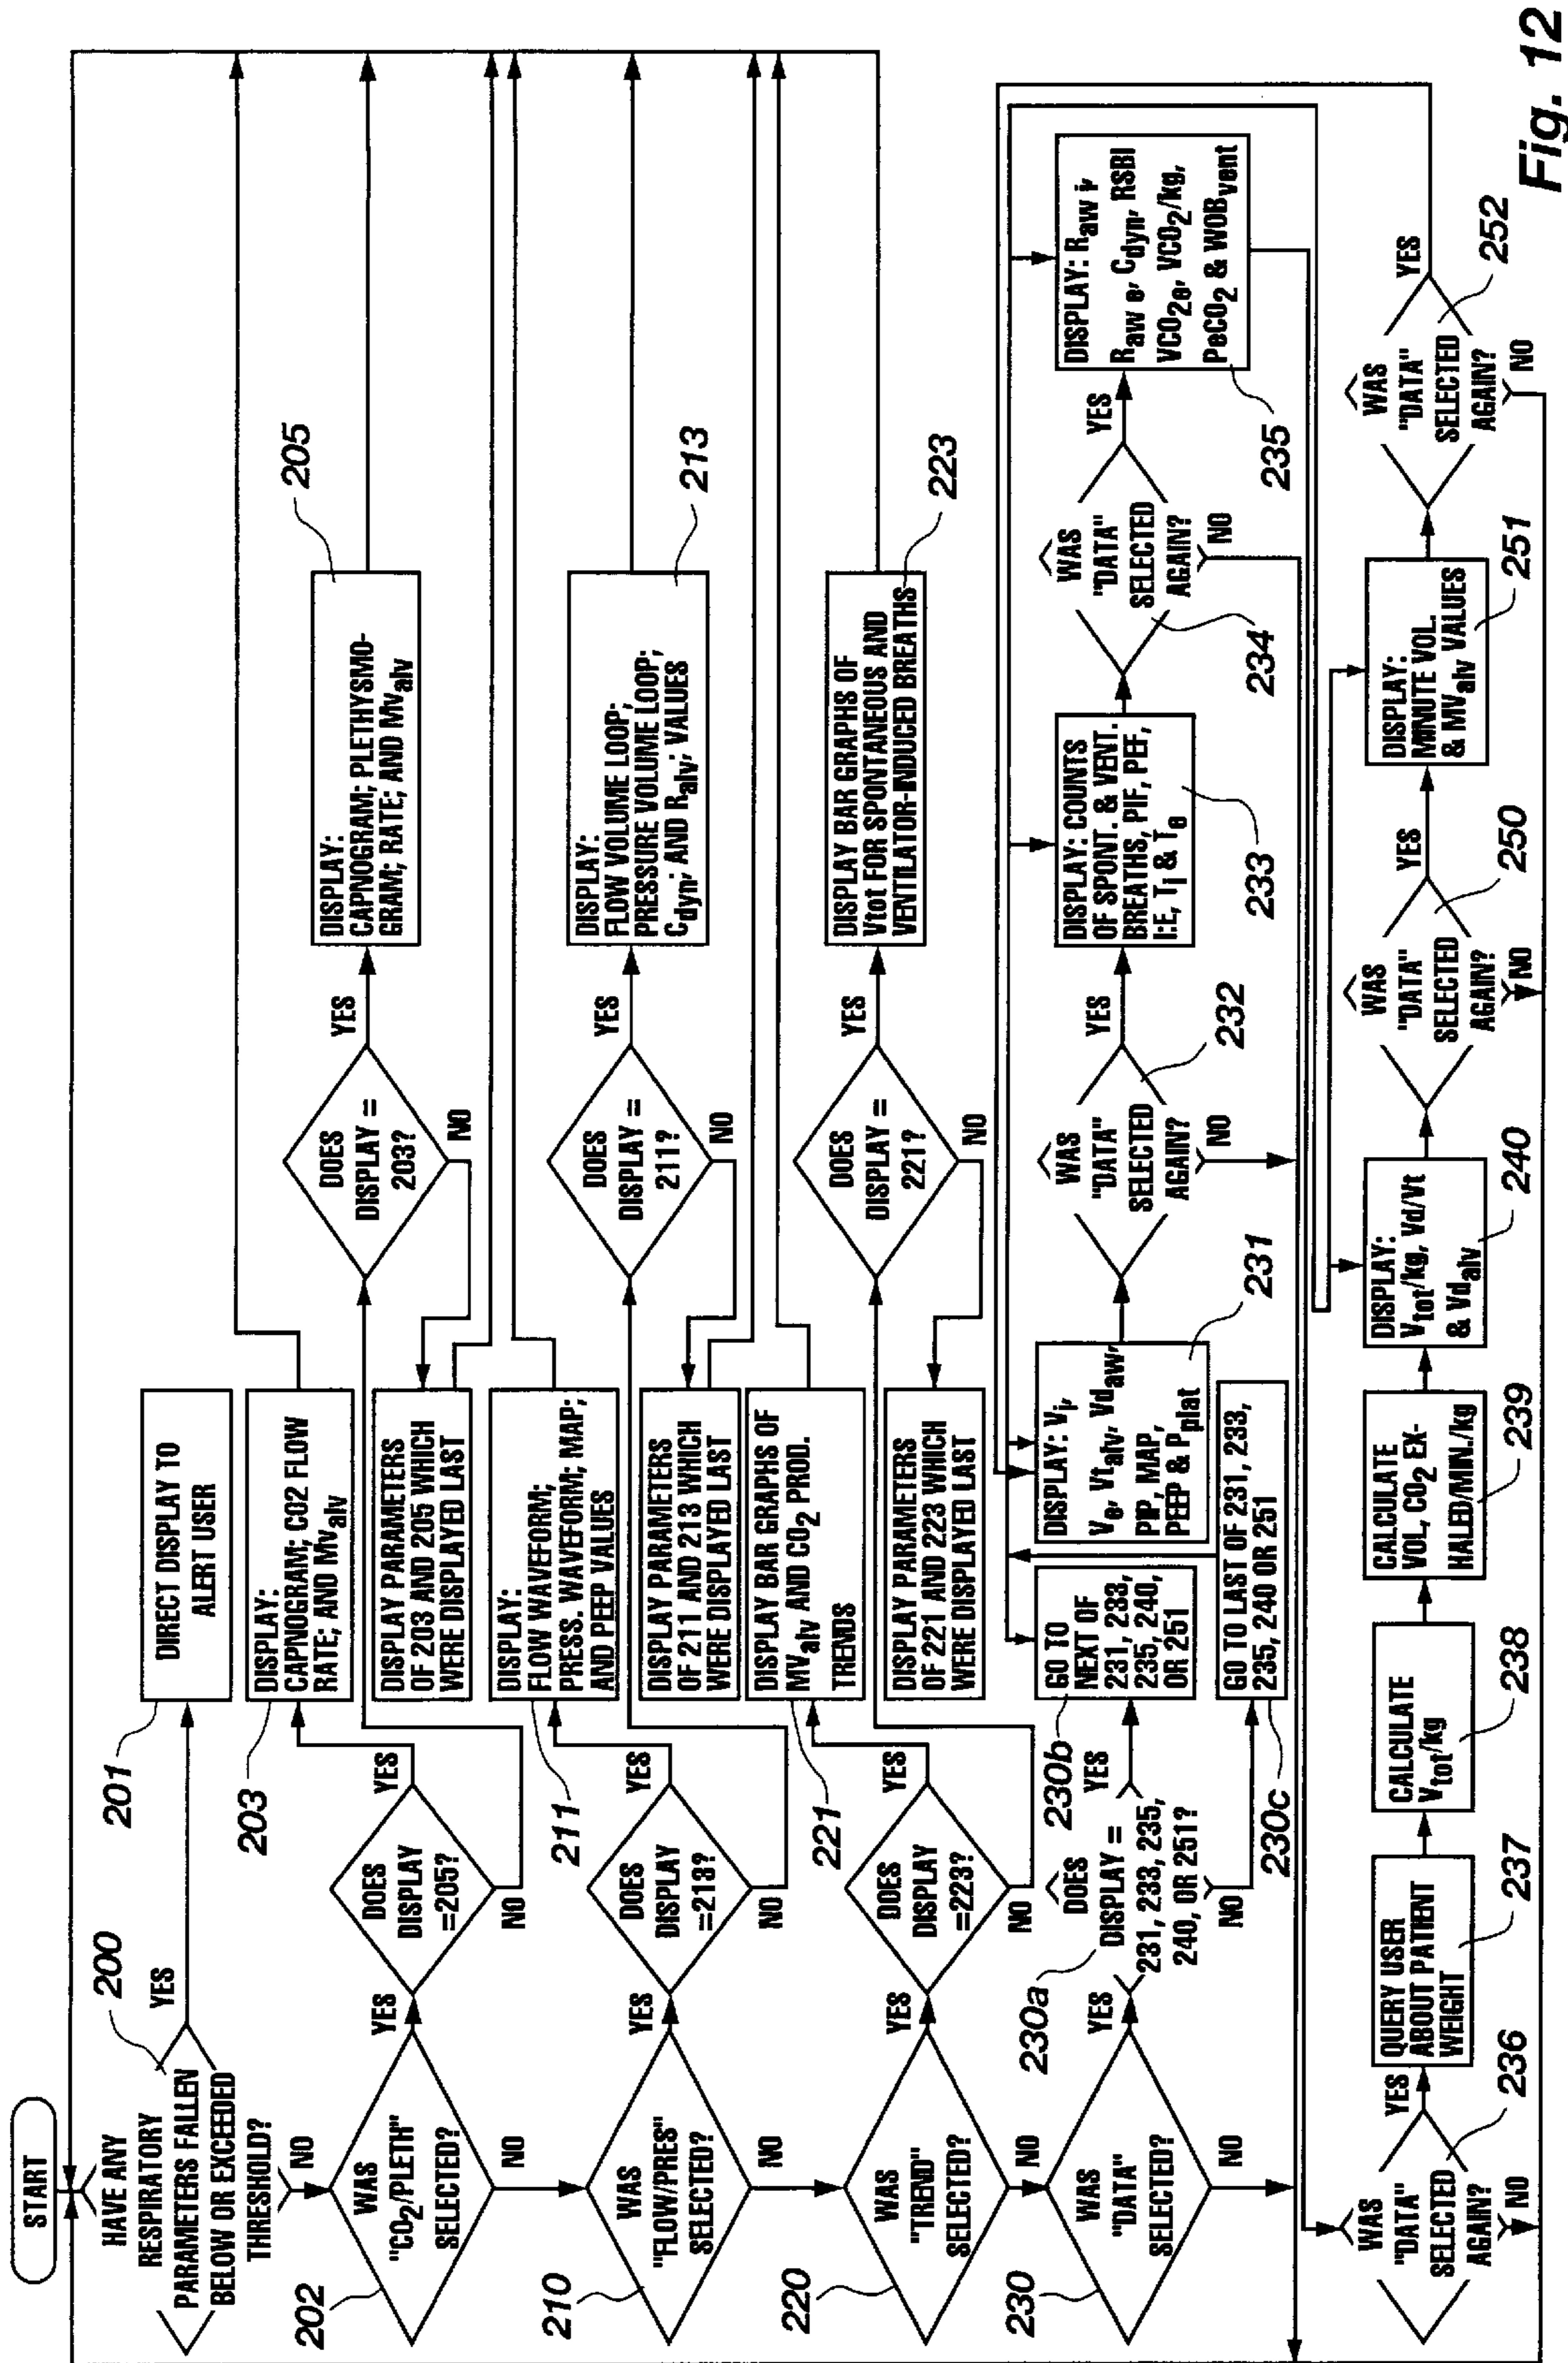 START
HAVE ANY
RESPIRATORY
PARAMETERS FALLEN
BELOW OR EXCEEDED
THRESHOLD?
200
YES
NO
201
DIRECT DISPLAY TO
ALERT USER
202
WAS
"CO2/PLETH"
SELECTED?
YES
NO
DOES
DISPLAY
=205?
YES
NO
203
DISPLAY:
CAPNOGRAM; CO2 FLOW
RATE; AND MValv
DISPLAY PARAMETERS
OF 203 AND 205 WHICH
WERE DISPLAYED LAST
DOES
DISPLAY =
203?
YES
NO
205
DISPLAY:
CAPNOGRAM; PLETHYSMO-
GRAM; RATE; AND MValv
210
WAS
"FLOW/PRES"
SELECTED?
YES
NO
DOES
DISPLAY
=213?
YES
NO
211
DISPLAY:
FLOW WAVEFORM;
PRESS. WAVEFORM; MAP;
AND PEEP VALUES
DISPLAY PARAMETERS
OF 211 AND 213 WHICH
WERE DISPLAYED LAST
DOES
DISPLAY =
211?
YES
NO
213
DISPLAY:
FLOW VOLUME LOOP;
PRESSURE VOLUME LOOP;
Cdyn; AND Ralv; VALUES
220
WAS
"TREND"
SELECTED?
YES
NO
DOES
DISPLAY
=223?
YES
NO
221
DISPLAY BAR GRAPHS OF
MValv AND CO2 PROD.
TRENDS
DISPLAY PARAMETERS
OF 221 AND 223 WHICH
WERE DISPLAYED LAST
DOES
DISPLAY =
221?
YES
NO
223
DISPLAY BAR GRAPHS OF
Vtot FOR SPONTANEOUS AND
VENTILATOR-INDUCED BREATHS
230
WAS
"DATA"
SELECTED?
YES
NO
230a
DOES
DISPLAY =
231, 233, 235,
240, OR 251?
YES
NO
230b
GO TO
NEXT OF
231, 233,
235, 240,
OR 251
230c
GO TO LAST OF 231, 233,
235, 240 OR 251
231
DISPLAY: Vi,
Ve, Vtalv, Vdaw,
PIP, MAP,
PEEP & Pplat
232
WAS
"DATA"
SELECTED
AGAIN?
YES
NO
233
DISPLAY: COUNTS
OF SPONT. & VENT.
BREATHS, PIF, PEF,
I:E, Ti & Te
234
WAS
"DATA"
SELECTED
AGAIN?
YES
NO
235
DISPLAY: Raw i,
Raw e, Cdyn, RSBI
VCO2e, VCO2/kg,
PeCO2 & WOBvent
236
WAS
"DATA"
SELECTED
AGAIN?
YES
NO
237
QUERY USER
ABOUT PATIENT
WEIGHT
238
CALCULATE
Vtot/kg
239
CALCULATE
VOL, CO2 EX-
HALED/MIN./kg
240
DISPLAY:
Vtot/kg, Vd/Vt
& Vdalv
250
WAS
"DATA"
SELECTED
AGAIN?
YES
NO
251
DISPLAY:
MINUTE VOL.
& MValv VALUES
252
WAS
"DATA"
SELECTED
AGAIN?
YES
NO
Fig. 12